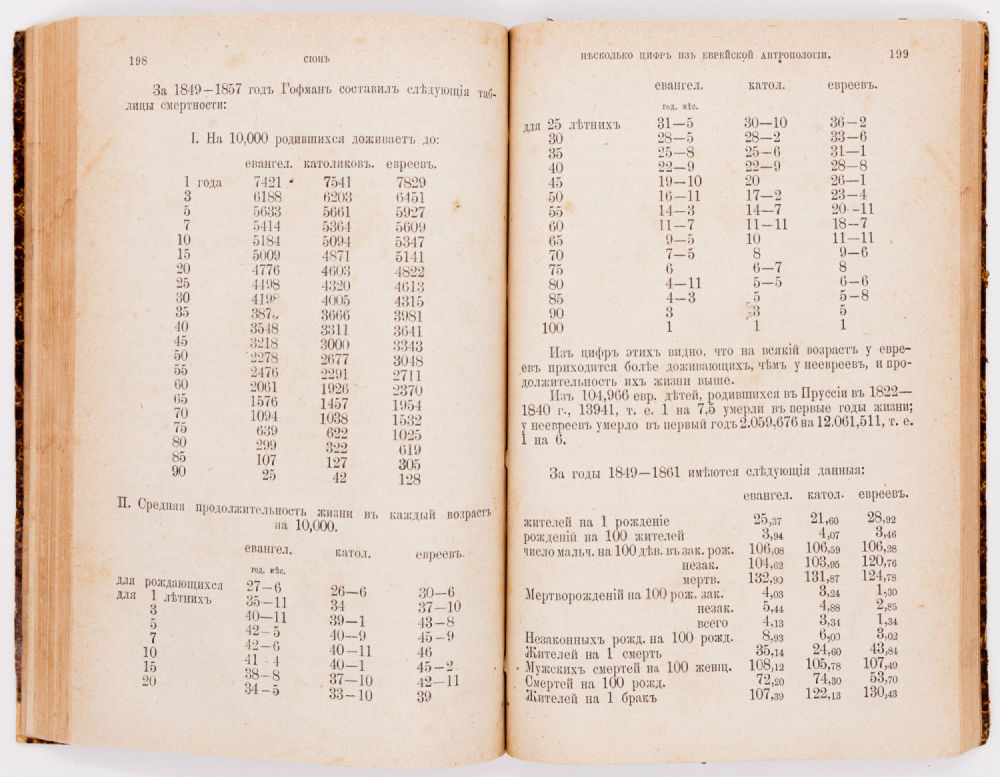 198
СІОНЪ
За 1849—1857 годъ Гофманъ составилъ слѣдующія таб-
лицы смертности:
I. На 10,000 родившихся доживаетъ до:
евангел. католиковъ. евреевъ.
1 года 7421 7541 7829
3 6188 6203 6451
5 5633 5661 5927
7 5414 5364 5609
10 5184 5094 5347
15 5009 4871 5141
20 4776 4603 4822
25 4498 4320 4613
30 419 4005 4315
35 387 3666 3981
40 3548 3311 3641
45 3218 3000 3343
50 2278 2677 3048
55 2476 2291 2711
60 2061 1926 2370
65 1576 1457 1954
70 1094 1038 1532
75 639 622 1025
80 299 322 619
85 107 127 305
90 25 42 128
II. Средняя продолжительность жизни въ каждый возрастъ
на 10,000.
евангел. катол. евреевъ.
год. мѣс.
для рождающихся 27—6 26—6 30—6
для 1 лѣтнихъ 35—11 34 37—10
3 40—11 39—1 43—8
5 42—5 40—9 45—9
7 42—6 40—11 46
10 41 4 40—1 45—2
15 38—8 37—10 42—11
20 34—5 33—10 39
НѢСКОЛЬКО ЦИФРЪ ИЗЪ ЕВРЕЙСКОЙ АНТРОПОЛОГІИ.
199
евангел. катол. евреевъ.
год. мѣс.
для 25 лѣтнихъ 31—5 30—10 36—2
30 28—5 28—2 33—6
35 25—8 25—6 31—1
40 22—9 22—9 28—8
45 19—10 20 26—1
50 16—11 17—2 23—4
55 14—3 14—7 20—11
60 11—7 11—11 18—7
65 9—5 10 11—11
70 7—5 8 9—6
75 6 6—7 8
80 4—11 5—5 6—6
85 4—3 5 5—8
90 3 3 5
100 1 1 1
Изъ цифръ этихъ видно, что на всякій возрастъ у евре-
евъ приходится болѣе доживающихъ, чѣмъ у неевреевъ, и про-
должительность ихъ жизни выше.
Изъ 104,966 евр. дѣтей, родившихся въ Пруссіи въ 1822—
1840 г., 13941, т. е. 1 на 7,5 умерли въ первые годы жизни;
у неевреевъ умерло въ первый годъ 2.059.676 на 12.061,511, т. е.
1 на 6.
За годы 1849—1861 имѣются слѣдующія данныя:
евангел. катол. евреевъ.
жителей на 1 рожденіе 25,37 21,60 28,92
рожденій на 100 жителей 3,94 4,07 3,46
число мальч. на 100 дѣв. въ зак. рож. 106,08 106,59 106,28
незак. 104,62 103,95 120,76
мертв. 132,90 131,87 124,78
Мертворожденій на 100 рож. зак. 4,03 3,24 1,30
незак. 5,44 4,88 2,85
всего 4,13 3,34 1,34
Незаконныхъ рожд. на 100 рожд. 8,93 6,00 3,02
Жителей на 1 смерть 35,14 24,60 43,84
Мужскихъ смертей на 100 женщ. 108,12 105,78 107,49
Смертей на 100 рожд. 72,20 74,30 53,70
Жителей на 1 бракъ 107,39 122,13 130,43